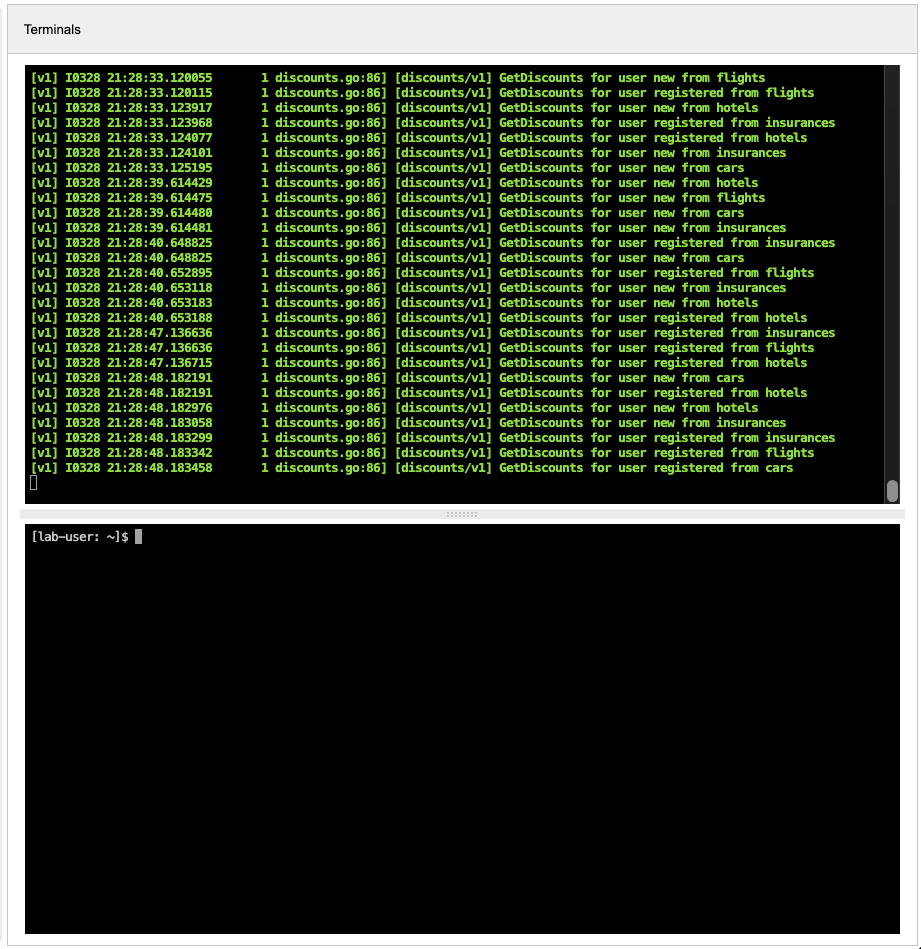 Terminals
[v1] I0328 21:28:33.120055       1 discounts.go:86] [discounts/v1] GetDiscounts for user new from flights
[v1] I0328 21:28:33.120115       1 discounts.go:86] [discounts/v1] GetDiscounts for user registered from flights
[v1] I0328 21:28:33.123917       1 discounts.go:86] [discounts/v1] GetDiscounts for user new from hotels
[v1] I0328 21:28:33.123968       1 discounts.go:86] [discounts/v1] GetDiscounts for user registered from insurances
[v1] I0328 21:28:33.124077       1 discounts.go:86] [discounts/v1] GetDiscounts for user registered from hotels
[v1] I0328 21:28:33.124101       1 discounts.go:86] [discounts/v1] GetDiscounts for user new from insurances
[v1] I0328 21:28:33.125195       1 discounts.go:86] [discounts/v1] GetDiscounts for user new from cars
[v1] I0328 21:28:39.614429       1 discounts.go:86] [discounts/v1] GetDiscounts for user new from hotels
[v1] I0328 21:28:39.614475       1 discounts.go:86] [discounts/v1] GetDiscounts for user new from flights
[v1] I0328 21:28:39.614480       1 discounts.go:86] [discounts/v1] GetDiscounts for user new from cars
[v1] I0328 21:28:39.614481       1 discounts.go:86] [discounts/v1] GetDiscounts for user new from insurances
[v1] I0328 21:28:40.648825       1 discounts.go:86] [discounts/v1] GetDiscounts for user registered from insurances
[v1] I0328 21:28:40.648825       1 discounts.go:86] [discounts/v1] GetDiscounts for user new from cars
[v1] I0328 21:28:40.652895       1 discounts.go:86] [discounts/v1] GetDiscounts for user registered from flights
[v1] I0328 21:28:40.653118       1 discounts.go:86] [discounts/v1] GetDiscounts for user new from insurances
[v1] I0328 21:28:40.653183       1 discounts.go:86] [discounts/v1] GetDiscounts for user new from hotels
[v1] I0328 21:28:40.653188       1 discounts.go:86] [discounts/v1] GetDiscounts for user registered from hotels
[v1] I0328 21:28:47.136636       1 discounts.go:86] [discounts/v1] GetDiscounts for user registered from insurances
[v1] I0328 21:28:47.136636       1 discounts.go:86] [discounts/v1] GetDiscounts for user registered from flights
[v1] I0328 21:28:47.136715       1 discounts.go:86] [discounts/v1] GetDiscounts for user registered from hotels
[v1] I0328 21:28:48.182191       1 discounts.go:86] [discounts/v1] GetDiscounts for user new from cars
[v1] I0328 21:28:48.182191       1 discounts.go:86] [discounts/v1] GetDiscounts for user registered from hotels
[v1] I0328 21:28:48.182976       1 discounts.go:86] [discounts/v1] GetDiscounts for user new from hotels
[v1] I0328 21:28:48.183058       1 discounts.go:86] [discounts/v1] GetDiscounts for user new from insurances
[v1] I0328 21:28:48.183299       1 discounts.go:86] [discounts/v1] GetDiscounts for user registered from insurances
[v1] I0328 21:28:48.183342       1 discounts.go:86] [discounts/v1] GetDiscounts for user registered from flights
[v1] I0328 21:28:48.183458       1 discounts.go:86] [discounts/v1] GetDiscounts for user registered from cars
[lab-user: ~]$